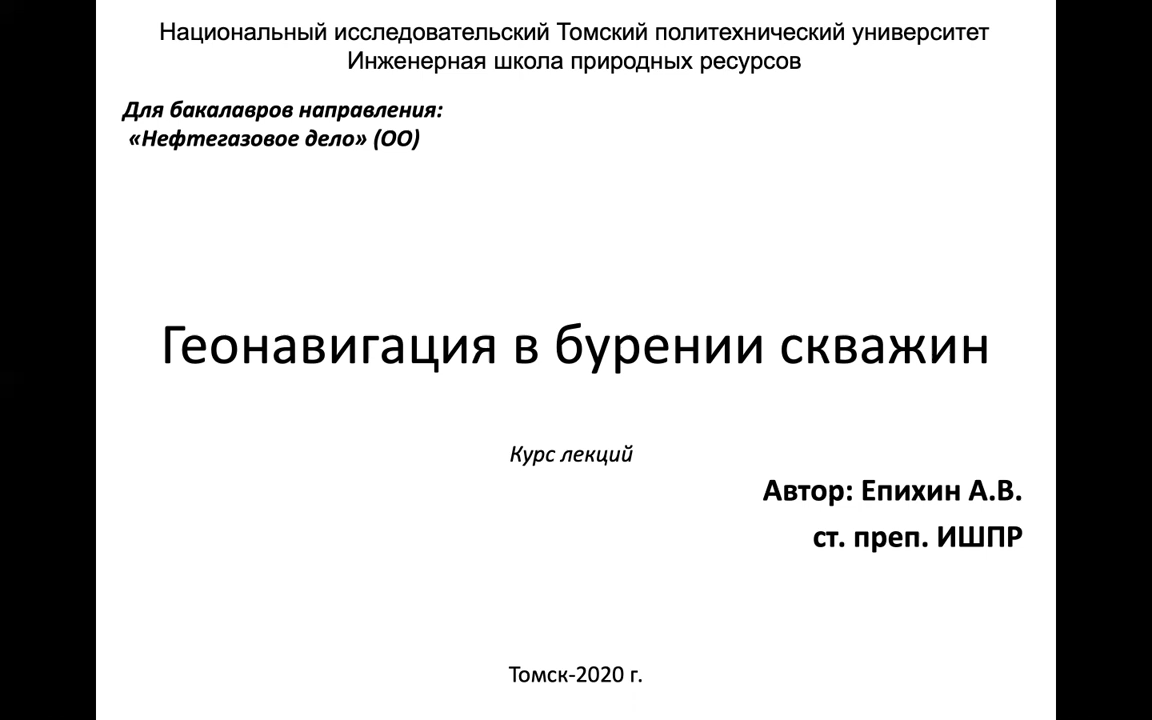 Национальный исследовательский Томский политехнический университет
Инженерная школа природных ресурсов
Для бакалавров направления:
«Нефтегазовое дело» (ОО)
Геонавигация в бурении скважин
Курс лекций
Автор: Епихин А.В.
ст. преп. ИШПР
Томск-2020 г.